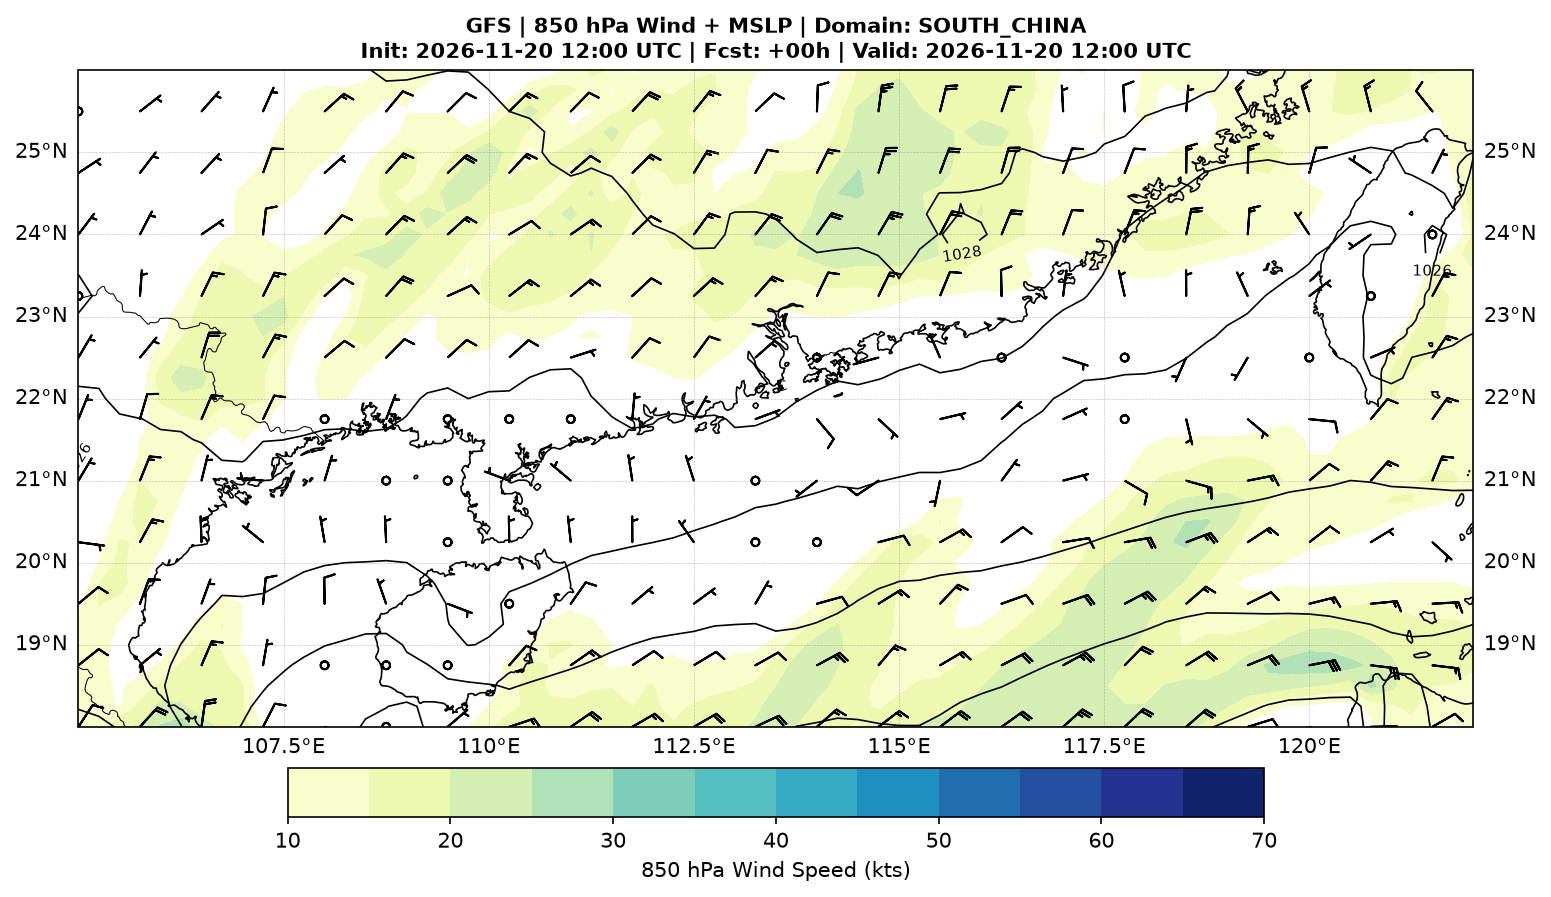 GFS | 850 hPa Wind + MSLP | Domain: SOUTH_CHINA
Init: 2026-11-20 12:00 UTC | Fcst: +00h | Valid: 2026-11-20 12:00 UTC
25°N 25°N
24°N 24°N
1028
1026
23°N 23°N
22°N 22°N
26
21°N 21°N
20°N 20°N
19°N 19°N
107.5°E 110°E 112.5°E 115°E 117.5°E 120°E
10 20 30 40 50 60 70
850 hPa Wind Speed (kts)